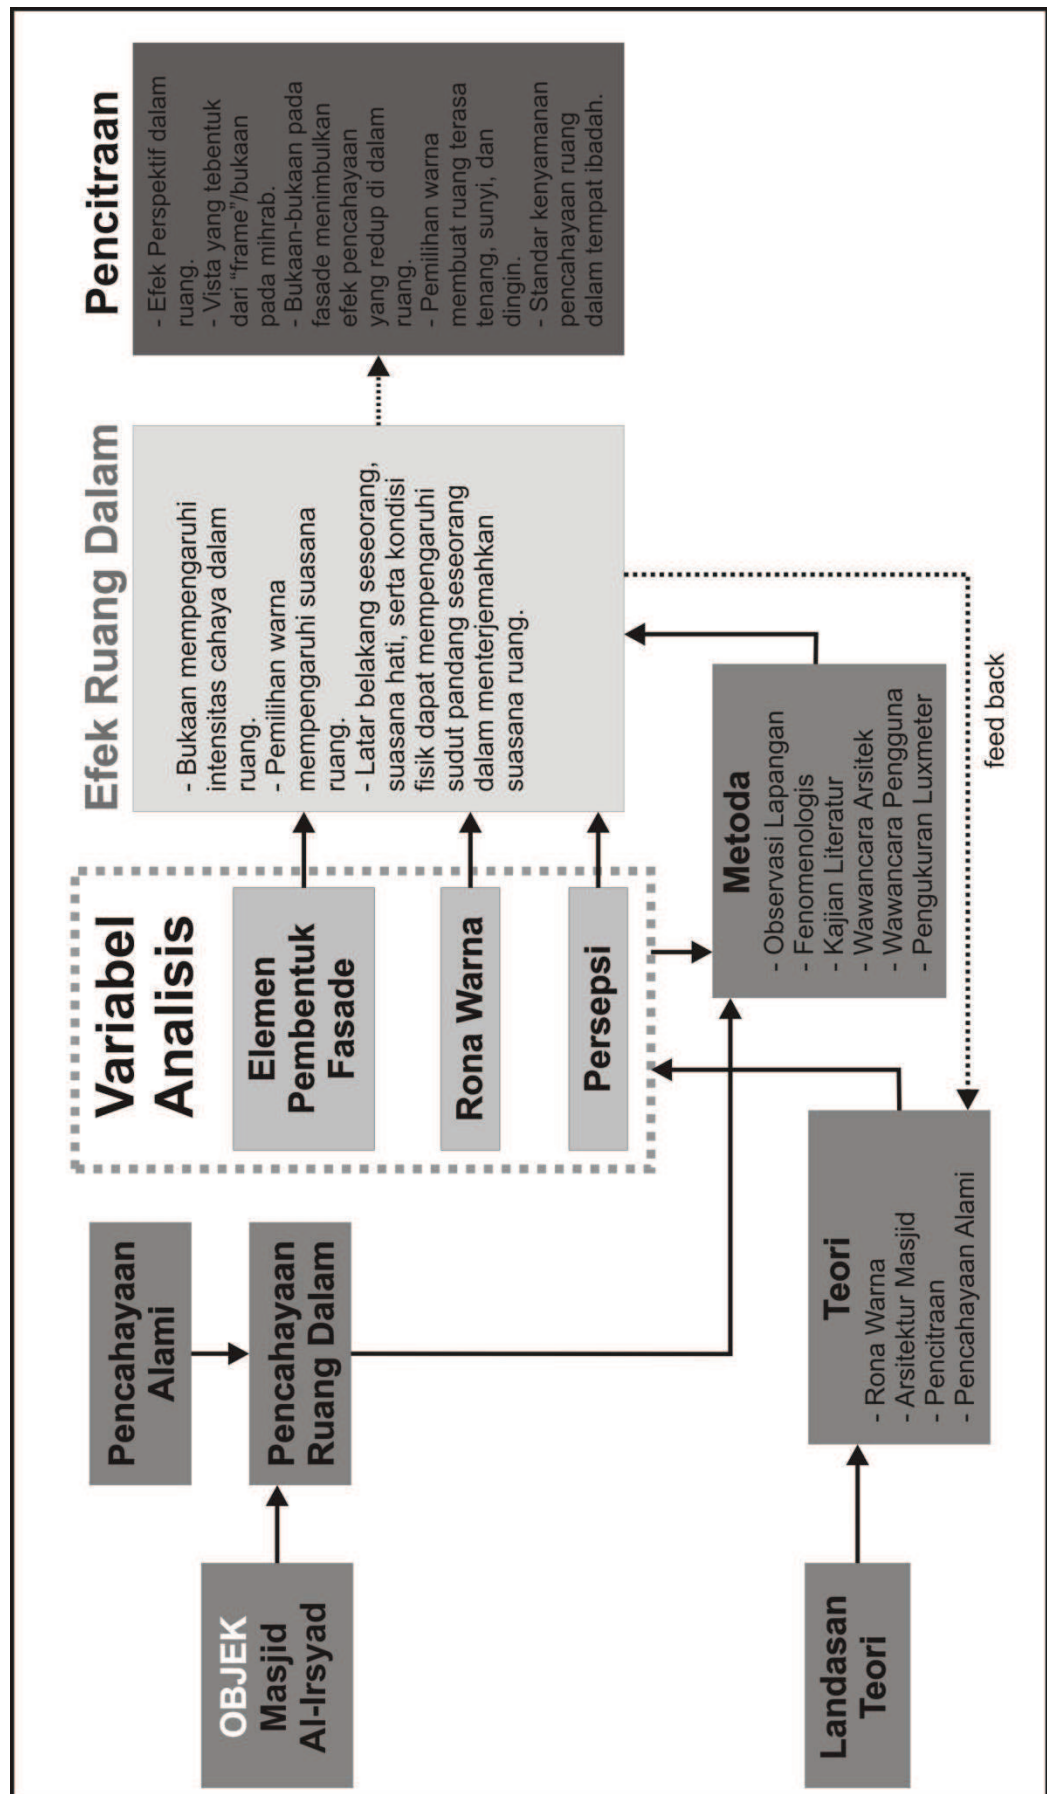 OBJEK
Masjid
Al-Irsyad
Pencahayaan
Alami
Pencahayaan
Ruang Dalam
Landasan
Teori
Teori
- Rona Warna
- Arsitektur Masjid
- Pencitraan
- Pencahayaan Alami
Variabel
Analisis
Elemen
Pembentuk
Fasade
Rona Warna
Persepsi
Metoda
- Observasi Lapangan
- Fenomenologis
- Kajian Literatur
- Wawancara Arsitek
- Wawancara Pengguna
- Pengukuran Luxmeter
feed back
Efek Ruang Dalam
- Bukaan mempengaruhi
intensitas cahaya dalam
ruang.
- Pemilihan warna
mempengaruhi suasana
ruang.
- Latar belakang seseorang,
suasana hati, serta kondisi
fisik dapat mempengaruhi
sudut pandang seseorang
dalam menterjemahkan
suasana ruang.
Pencitraan
- Efek Perspektif dalam
ruang.
- Vista yang tebentuk
dari “frame”/bukaan
pada mihrab.
- Bukaan-bukaan pada
fasade menimbulkan
efek pencahayaan
yang redup di dalam
ruang.
- Pemilihan warna
membuat ruang terasa
tenang, sunyi, dan
dingin.
- Standar kenyamanan
pencahayaan ruang
dalam tempat ibadah.